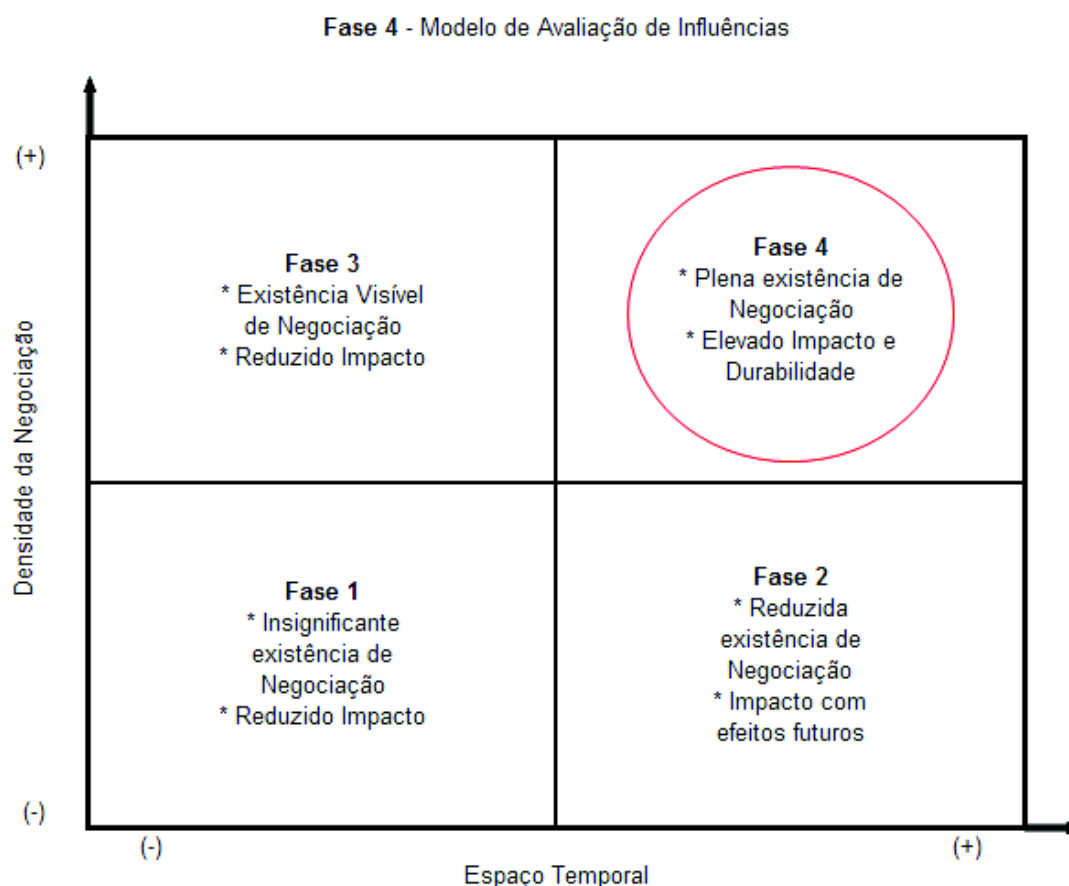 Fase 4 - Modelo de Avaliação de Influências
(+)
Densidade da Negociação
(-)
Fase 3
* Existência Visível
de Negociação
* Reduzido Impacto
Fase 4
* Plena existência de
Negociação
* Elevado Impacto e
Durabilidade
Fase 1
* Insignificante
existência de
Negociação
* Reduzido Impacto
Fase 2
* Reduzida
existência de
Negociação
* Impacto com
efeitos futuros
(-)
(+)
Espaço Temporal